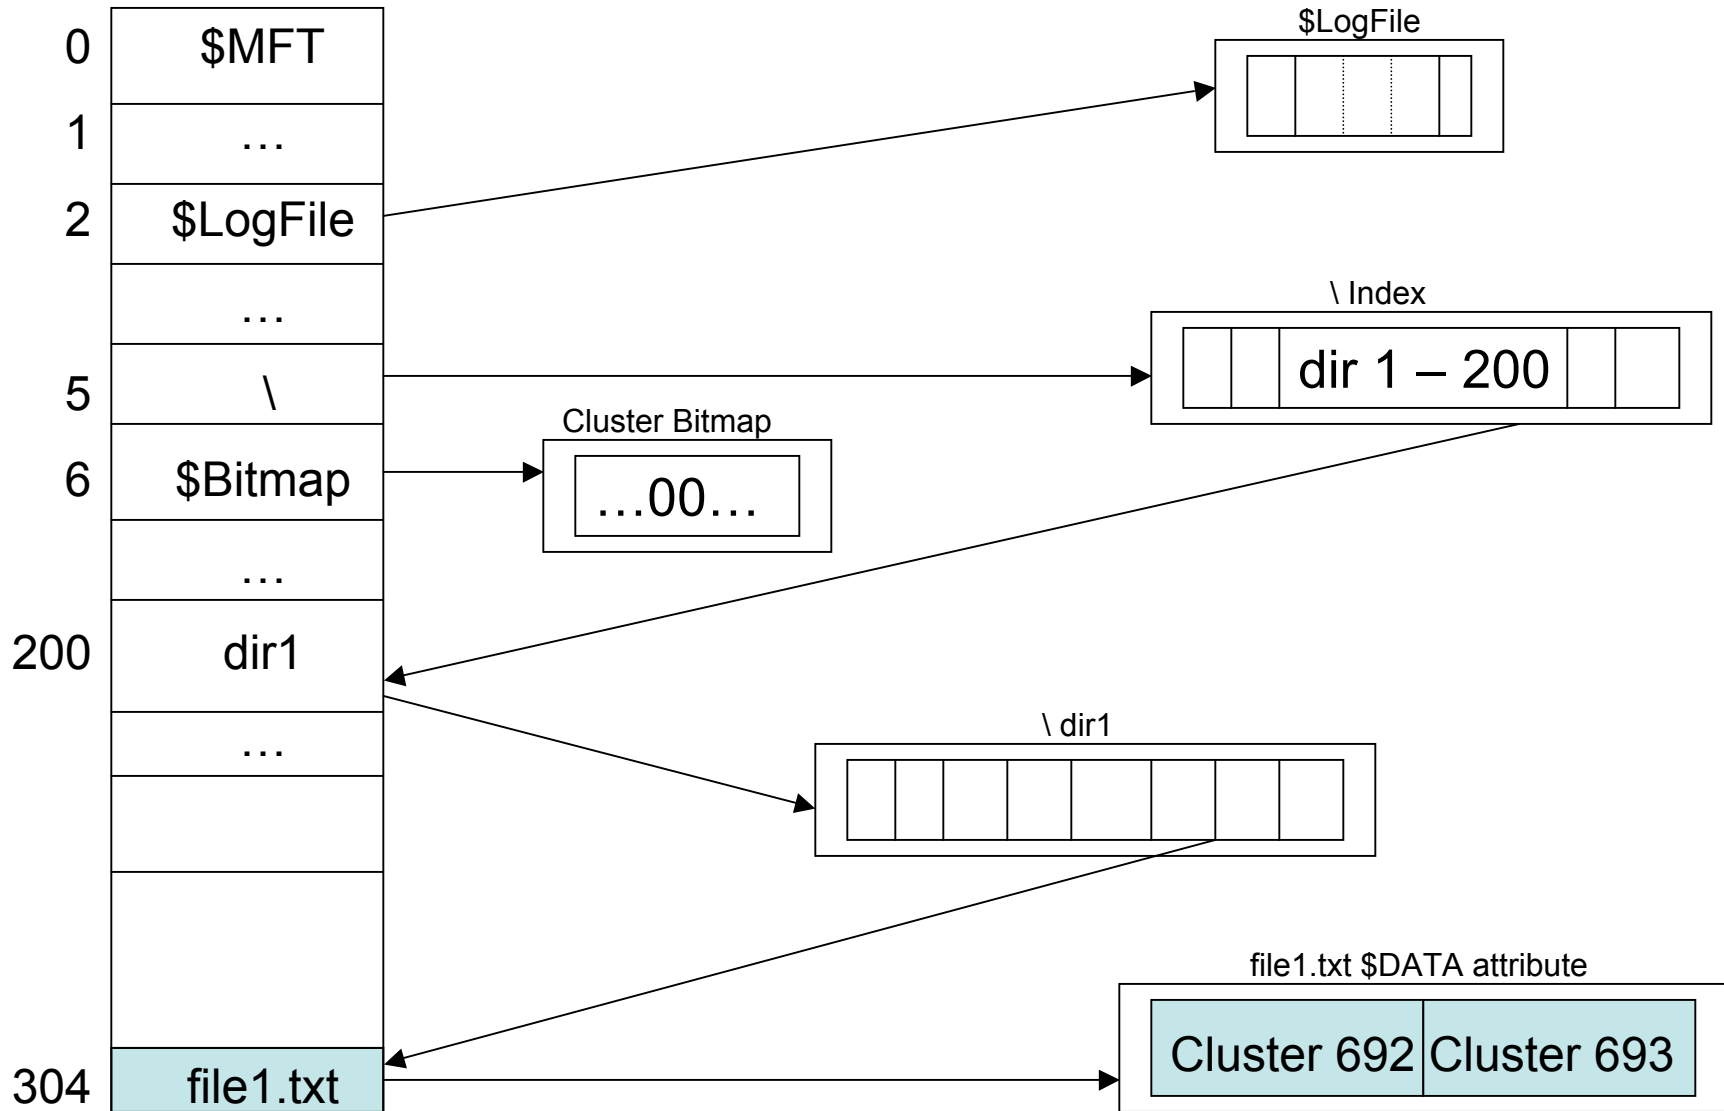 $LogFile
0 $MFT
1 …
2 $LogFile
…
\ Index
5 \
dir 1 – 200
Cluster Bitmap
6 $Bitmap
…00…
…
200 dir1
\ dir1
…
file1.txt $DATA attribute
Cluster 692 Cluster 693
304 file1.txt